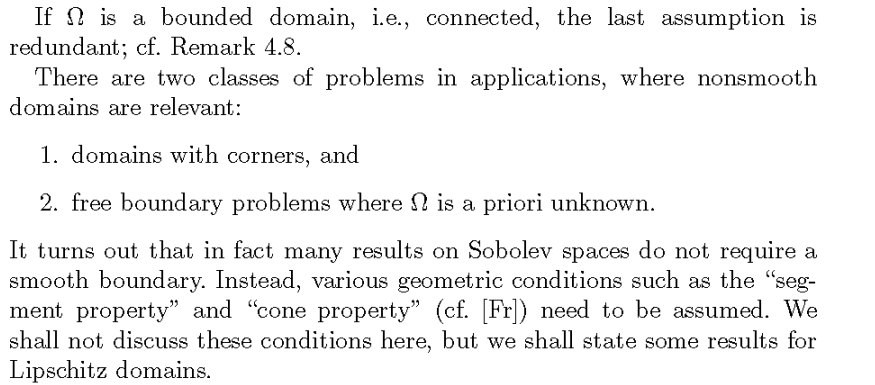 If Ω is a bounded domain, i.e., connected, the last assumption is
redundant; cf. Remark 4.8.
There are two classes of problems in applications, where nonsmooth
domains are relevant:
1. domains with corners, and
2. free boundary problems where Ω is a priori unknown.
It turns out that in fact many results on Sobolev spaces do not require a
smooth boundary. Instead, various geometric conditions such as the “seg-
ment property” and “cone property” (cf. [Fr]) need to be assumed. We
shall not discuss these conditions here, but we shall state some results for
Lipschitz domains.